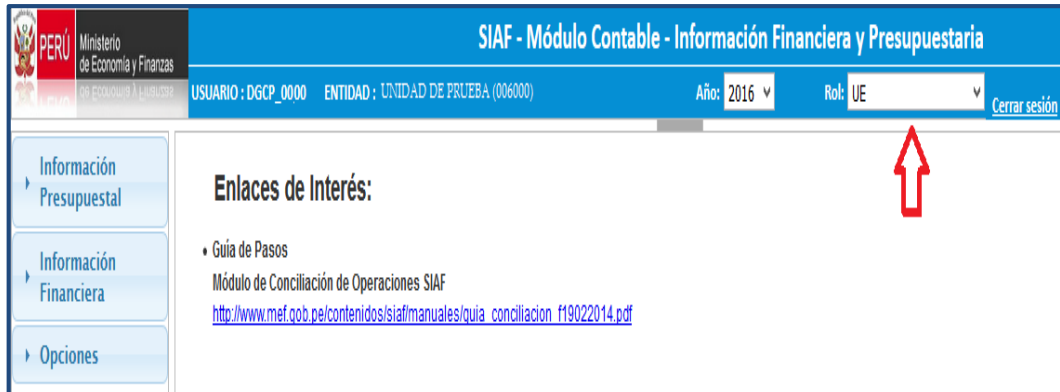 PERÚ Ministerio
de Economía y Finanzas
SIAF - Módulo Contable - Información Financiera y Presupuestaria
USUARIO : DGCP_0000 ENTIDAD : UNIDAD DE PRUEBA (006000) Año: 2016 Rol: UE Cerrar sesión
Información
Presupuestal
Información
Financiera
Opciones
Enlaces de Interés:
• Guía de Pasos
Módulo de Conciliación de Operaciones SIAF
http://www.mef.gob.pe/contenidos/siaf/manuales/guia_conciliacion_f19022014.pdf